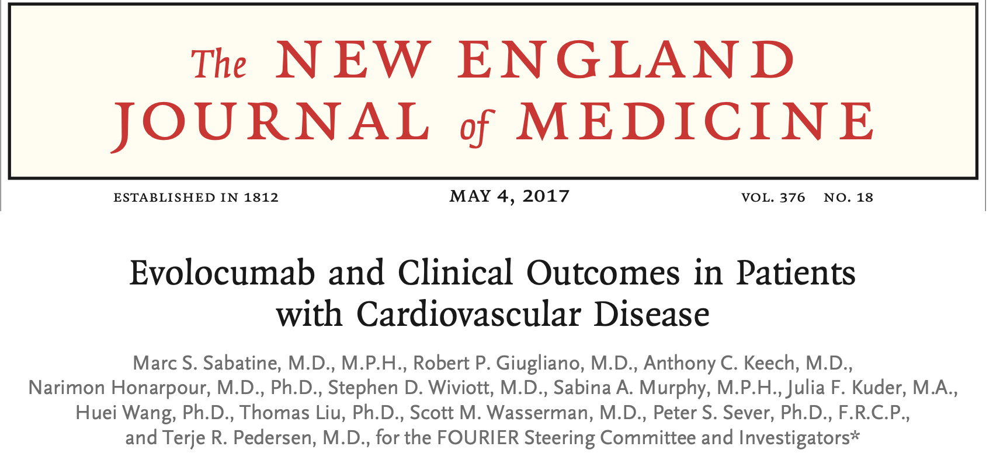 The NEW ENGLAND
JOURNAL of MEDICINE
ESTABLISHED IN 1812 MAY 4, 2017 VOL. 376 NO. 18
Evolocumab and Clinical Outcomes in Patients
with Cardiovascular Disease
Marc S. Sabatine, M.D., M.P.H., Robert P. Giugliano, M.D., Anthony C. Keech, M.D.,
Narimon Honarpour, M.D., Ph.D., Stephen D. Wiviott, M.D., Sabina A. Murphy, M.P.H., Julia F. Kuder, M.A.,
Huei Wang, Ph.D., Thomas Liu, Ph.D., Scott M. Wasserman, M.D., Peter S. Sever, Ph.D., F.R.C.P.,
and Terje R. Pedersen, M.D., for the FOURIER Steering Committee and Investigators*